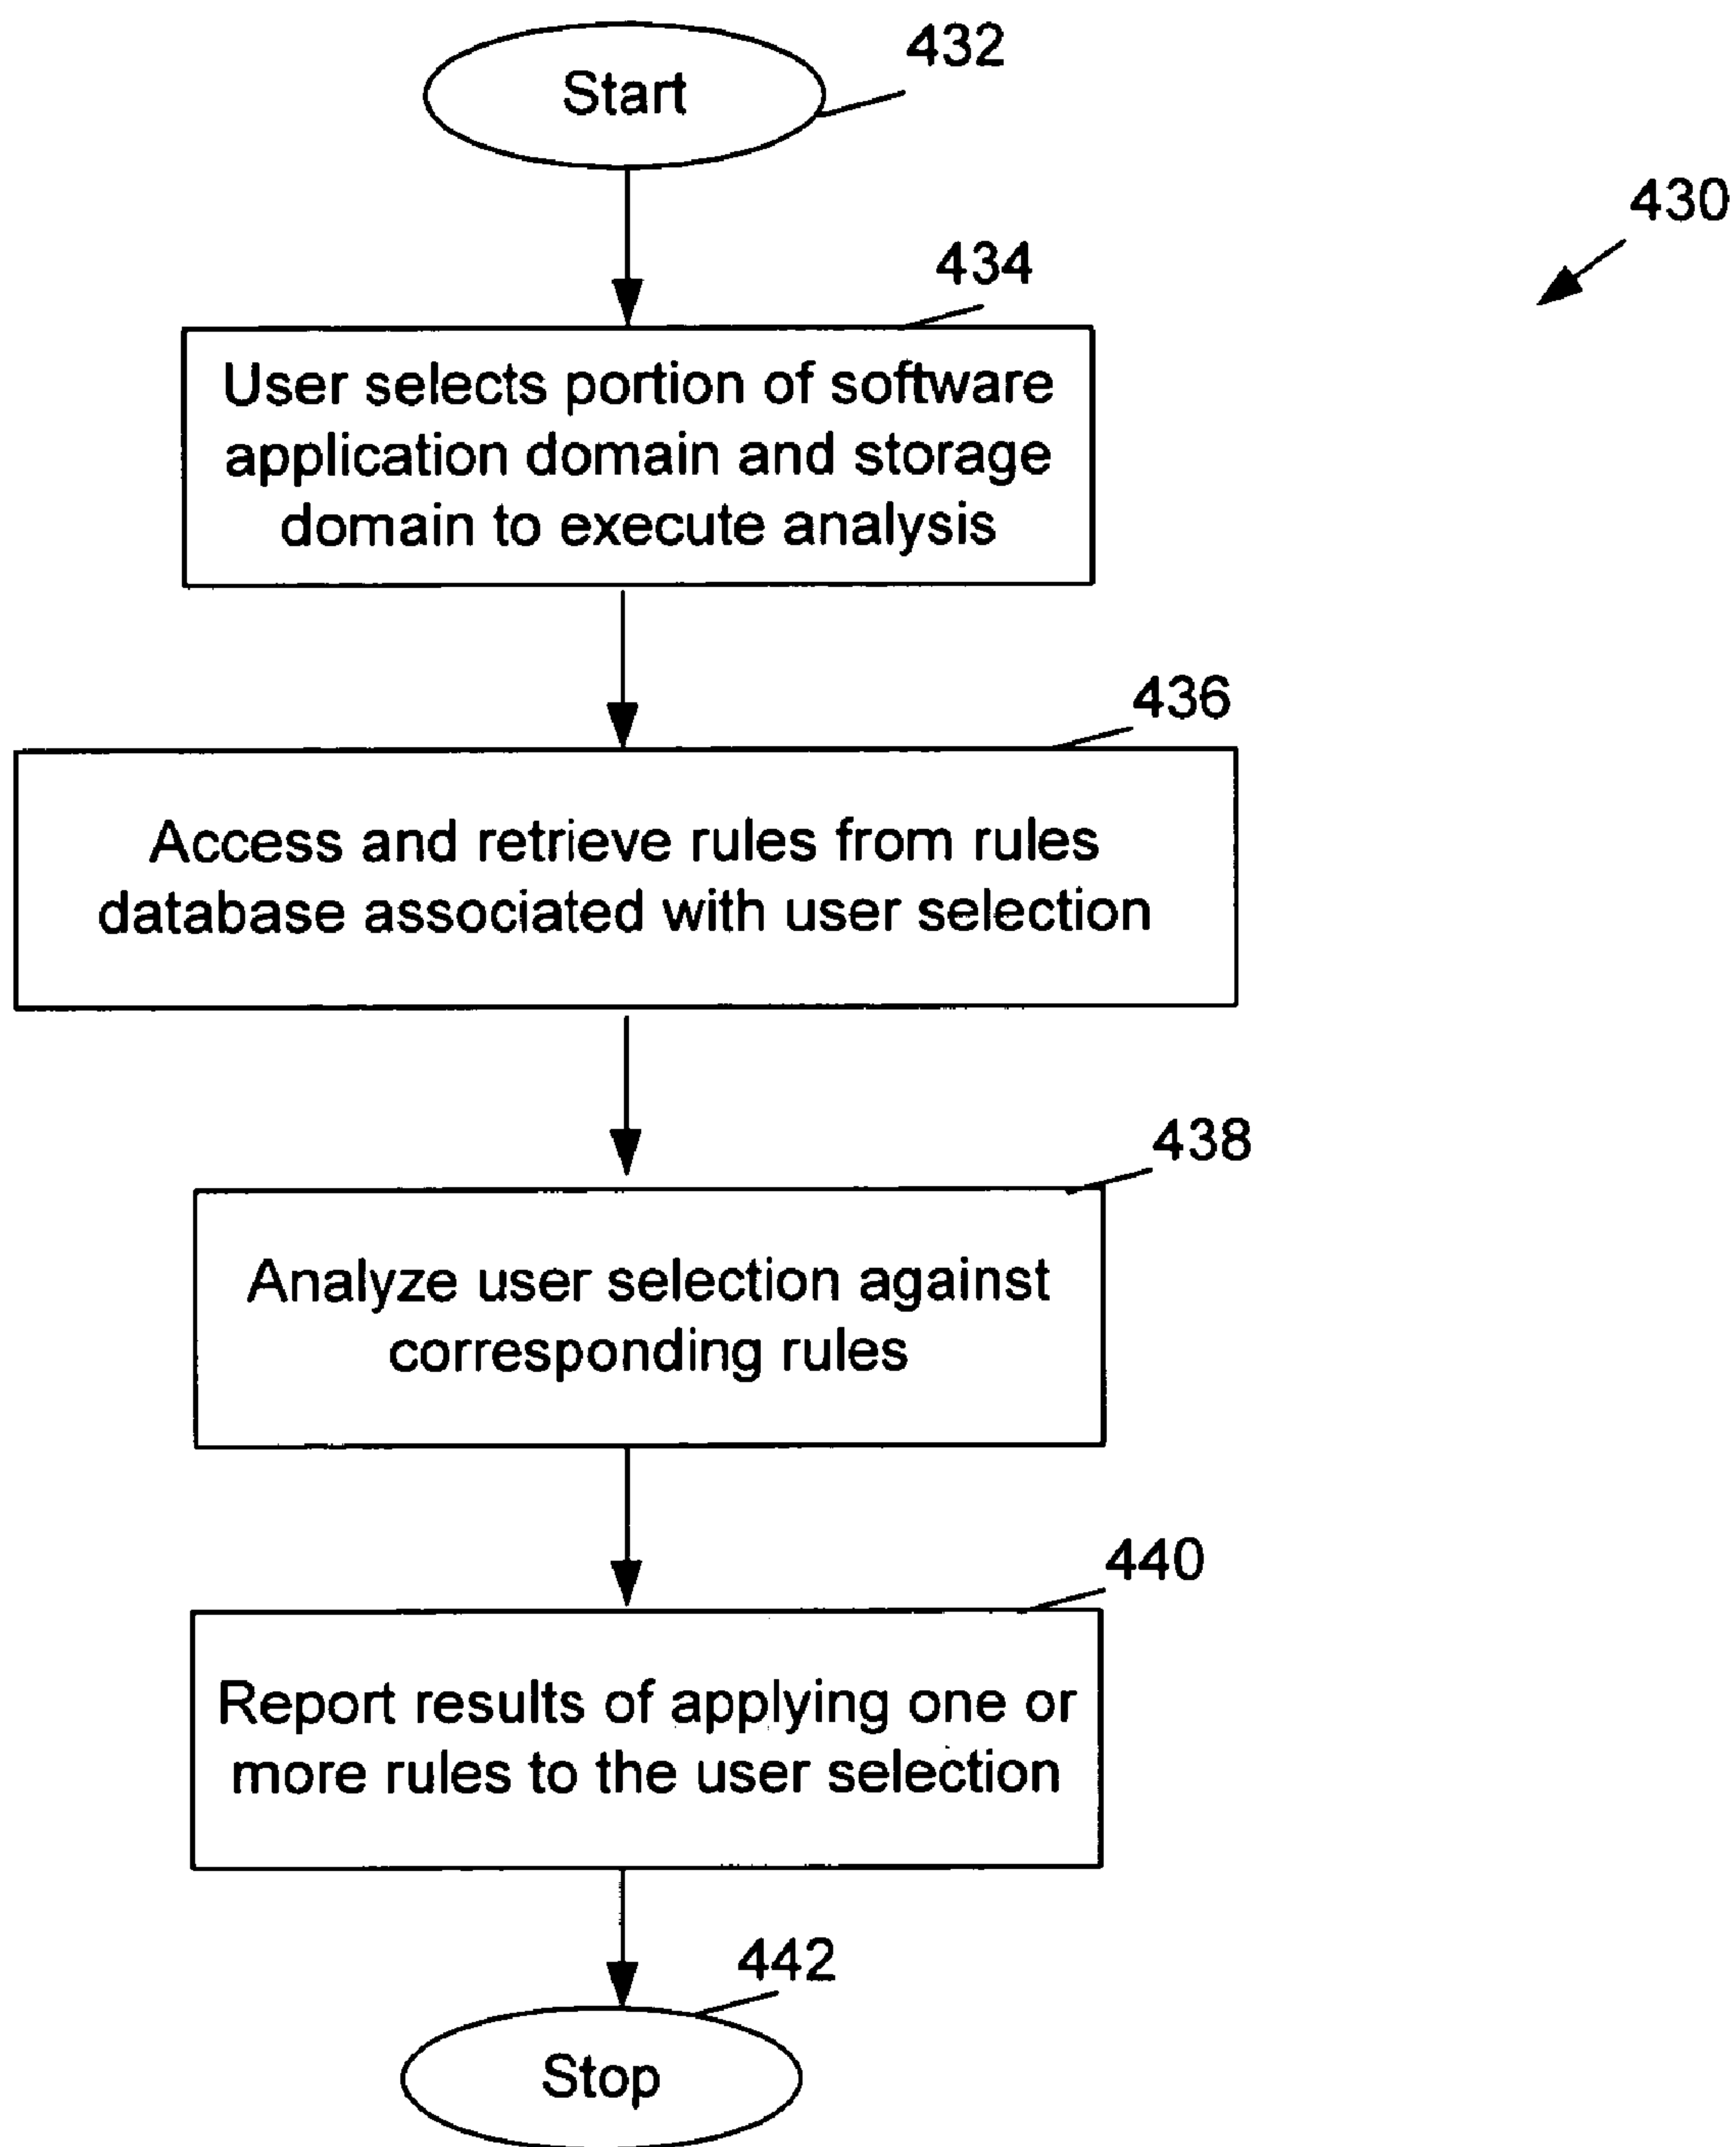 432
Start
430
434
User selects portion of software
application domain and storage
domain to execute analysis
436
Access and retrieve rules from rules
database associated with user selection
438
Analyze user selection against
corresponding rules
440
Report results of applying one or
more rules to the user selection
442
Stop